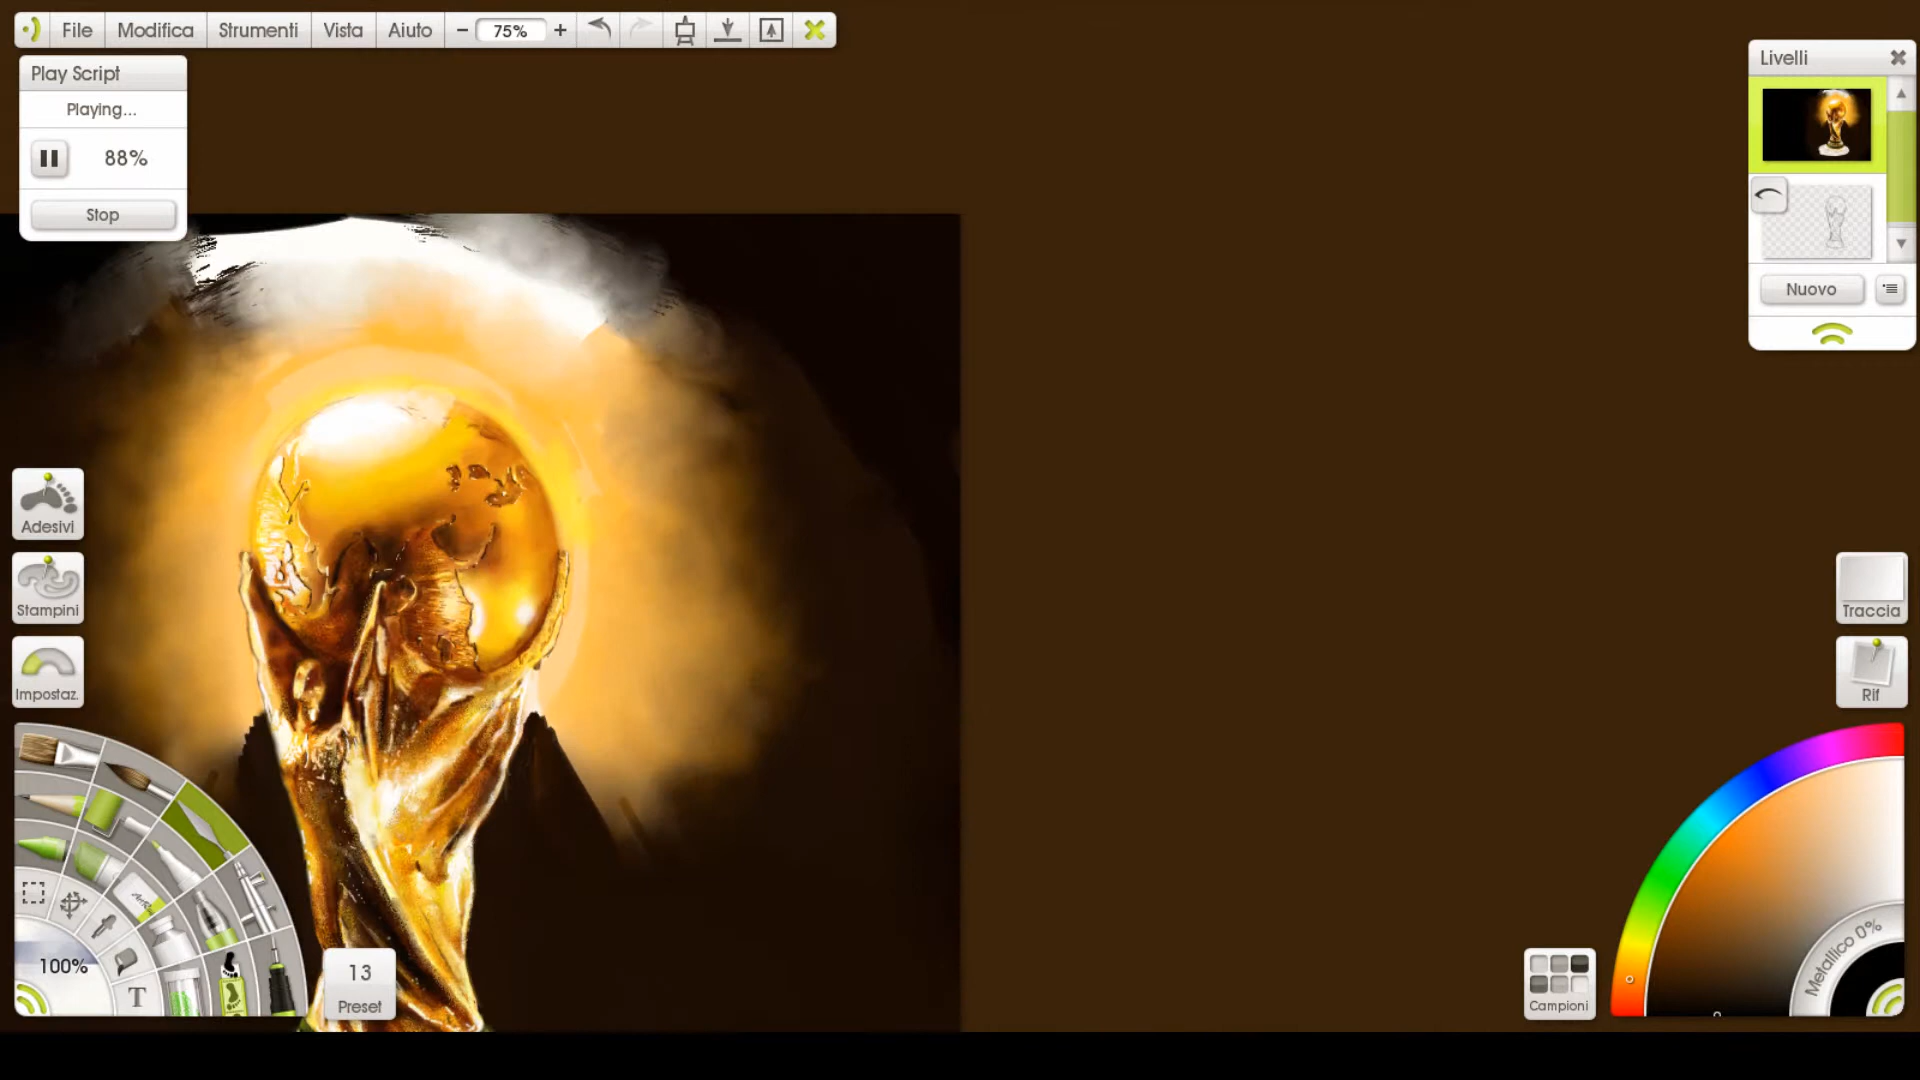 File Modifica Strumenti Vista Aiuto − 75% +
Play Script
Playing...
88%
Stop
Livelli
Nuovo
Adesivi
Stampini
Impostaz.
Traccia
Rif
100%
T
13
Preset
Campioni
Metallico 0%